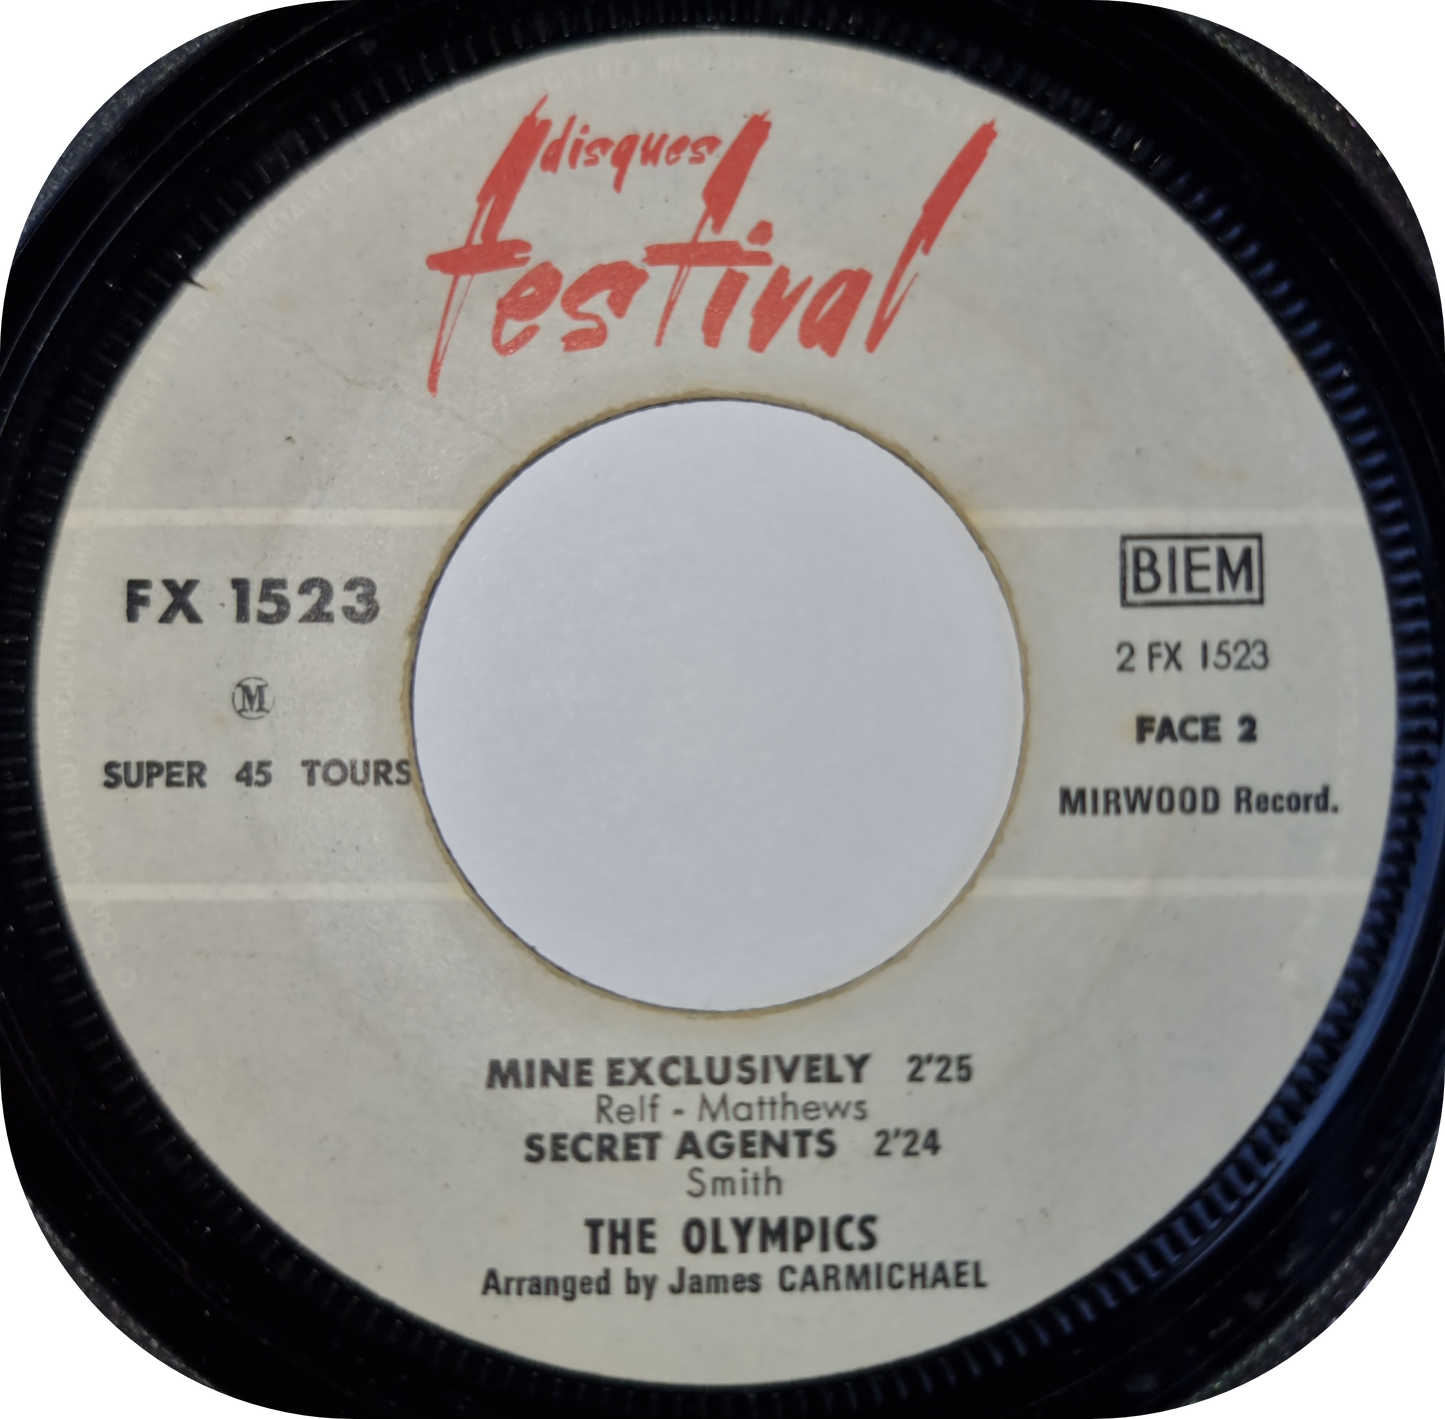 disques
festival
FX 1523
M
SUPER 45 TOURS
BIEM
2 FX 1523
FACE 2
MIRWOOD Record.
MINE EXCLUSIVELY 2'25
Relf - Matthews
SECRET AGENTS 2'24
Smith
THE OLYMPICS
Arranged by James CARMICHAEL